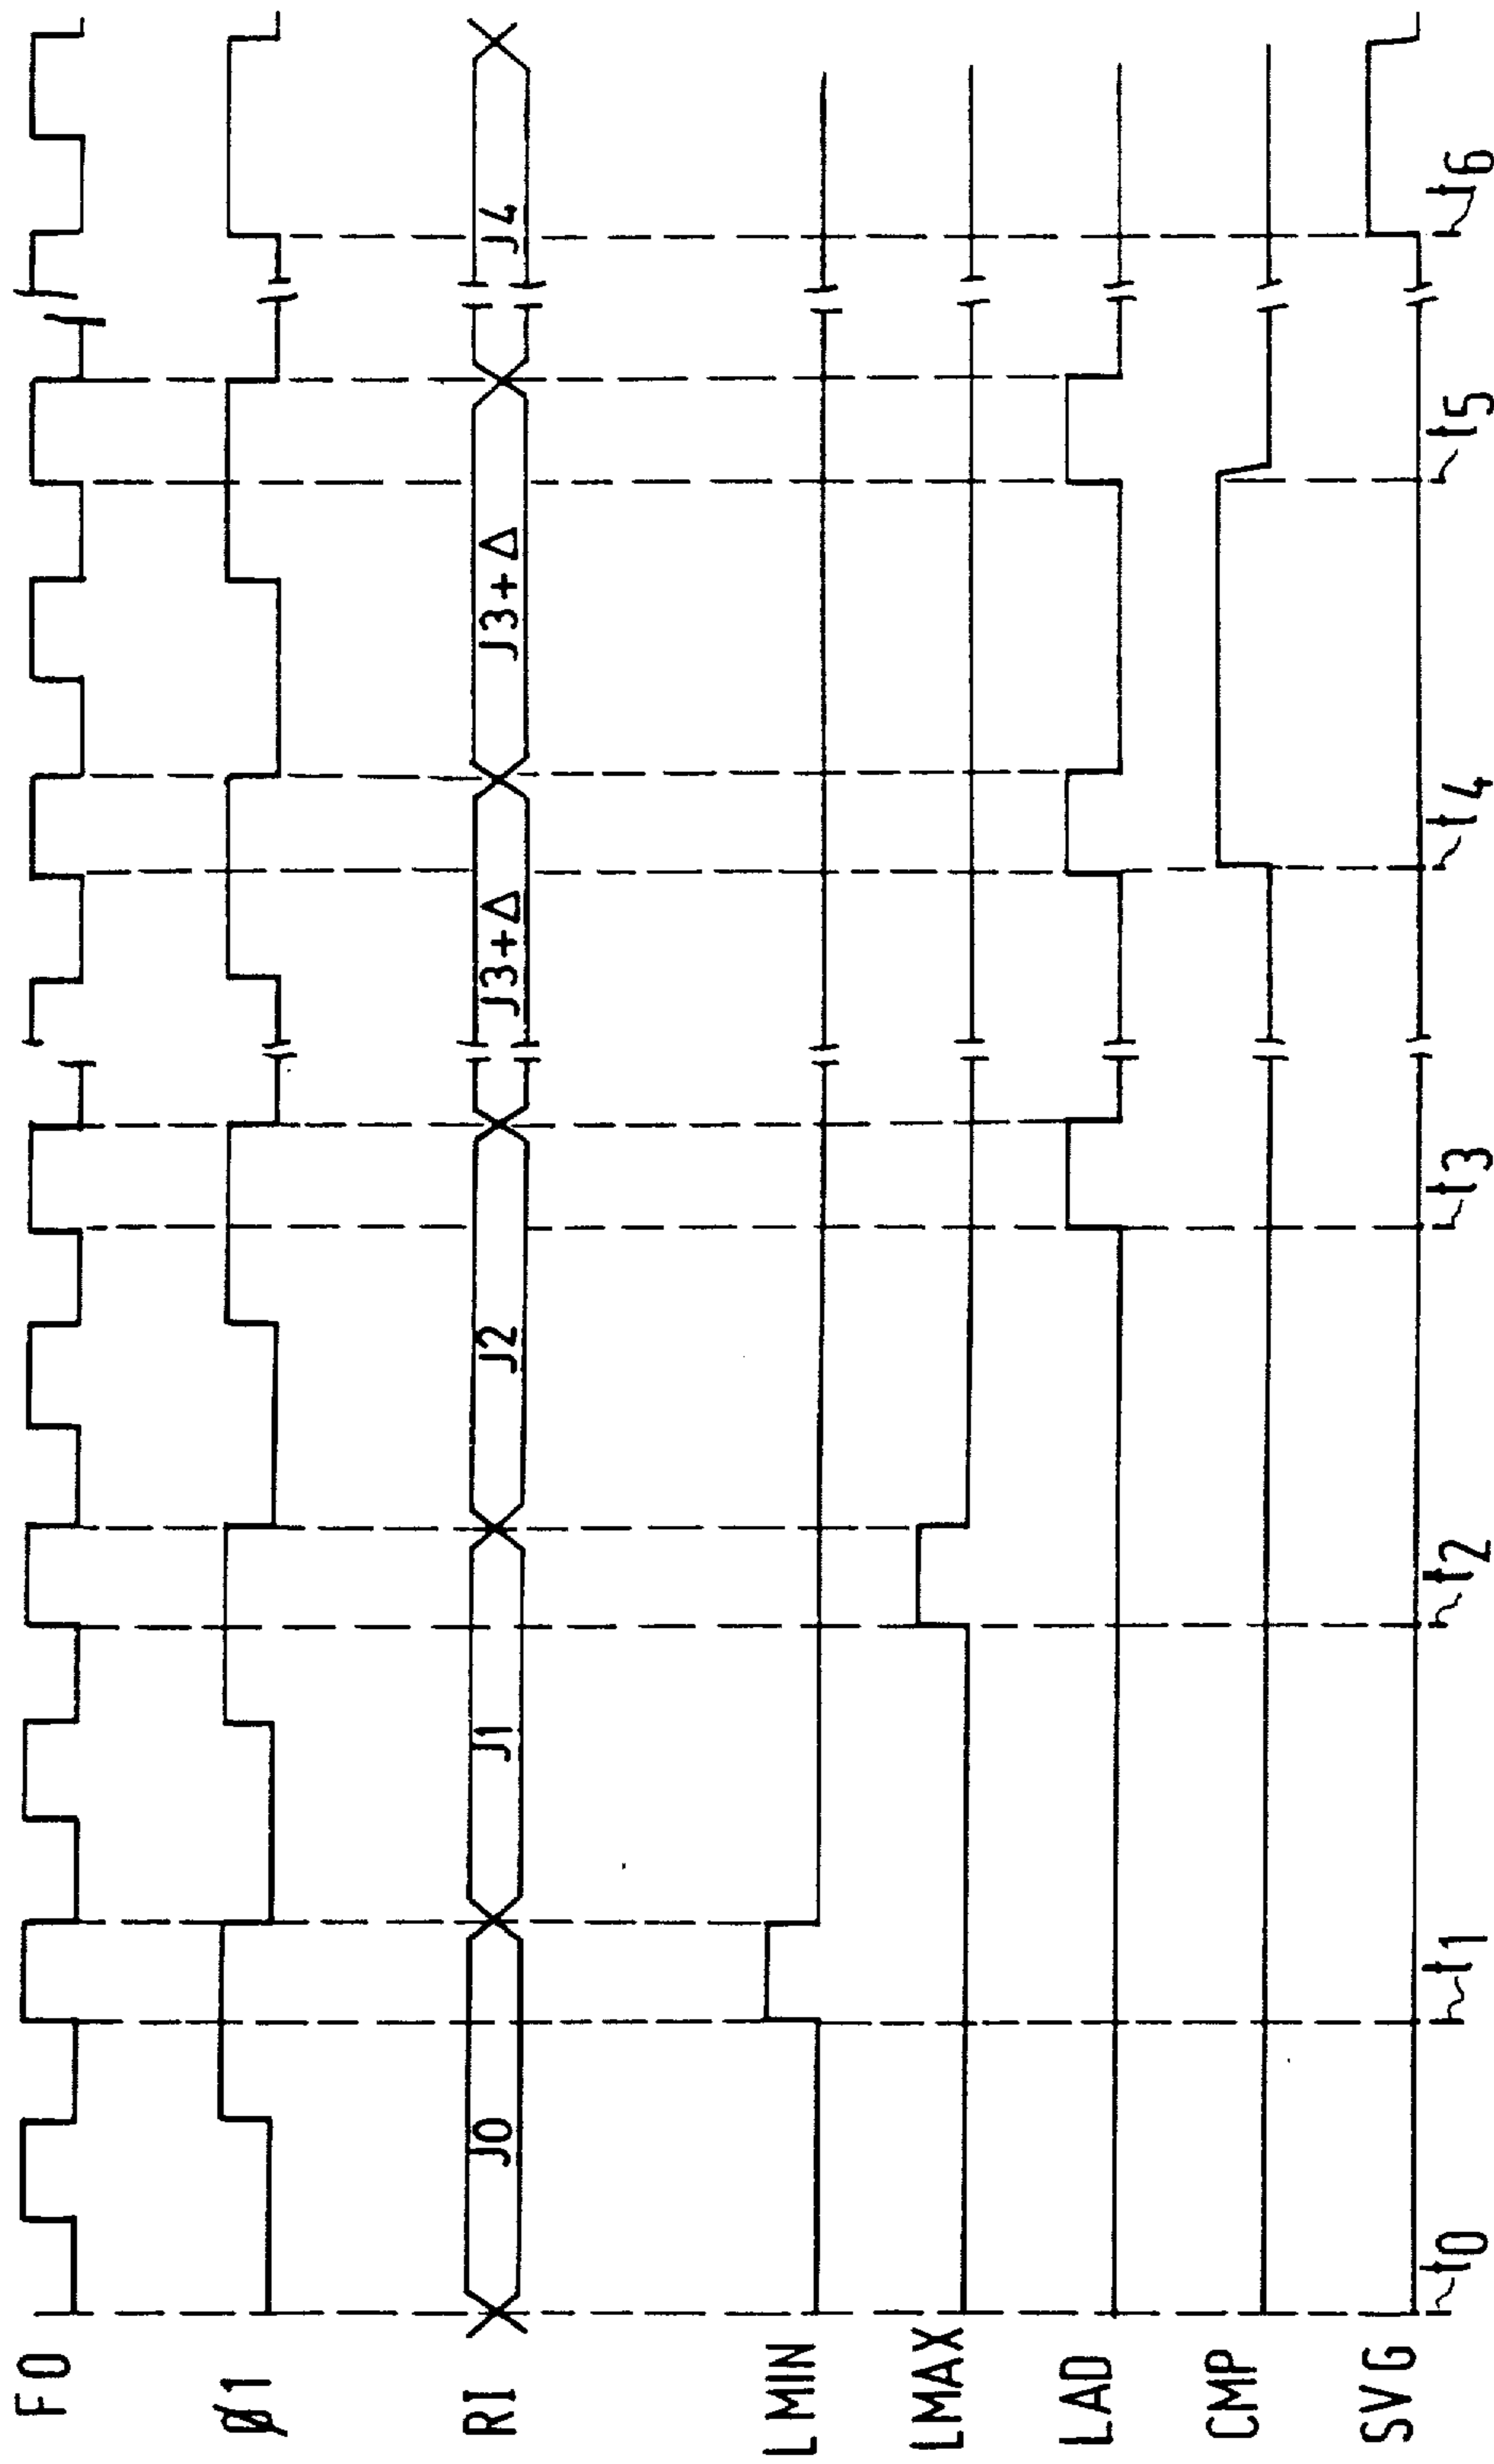 F0
Ø1
RI J0 J1 J2 J3+Δ J3+Δ J4
LMIN
LMAX
LAD
CMP
SVG
t0 t1 t2 t3 t4 t5 t6